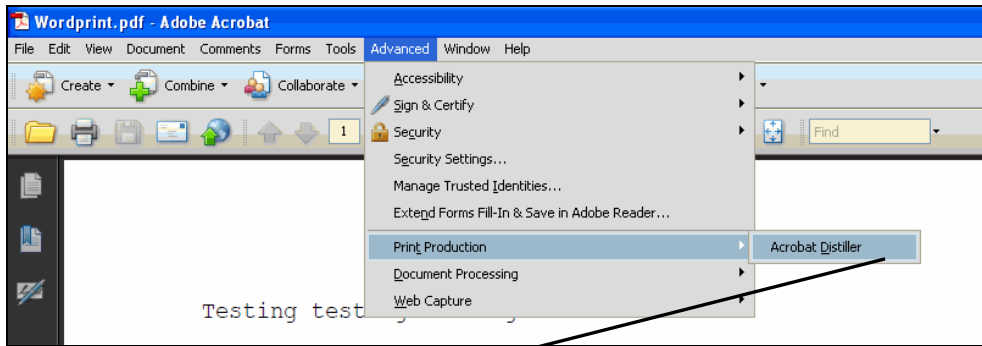 Wordprint.pdf - Adobe Acrobat
File Edit View Document Comments Forms Tools Advanced Window Help
Create Combine Collaborate
1 Find
Accessibility
Sign & Certify
Security
Security Settings...
Manage Trusted Identities...
Extend Forms Fill-In & Save in Adobe Reader...
Print Production Acrobat Distiller
Document Processing
Web Capture
Testing test